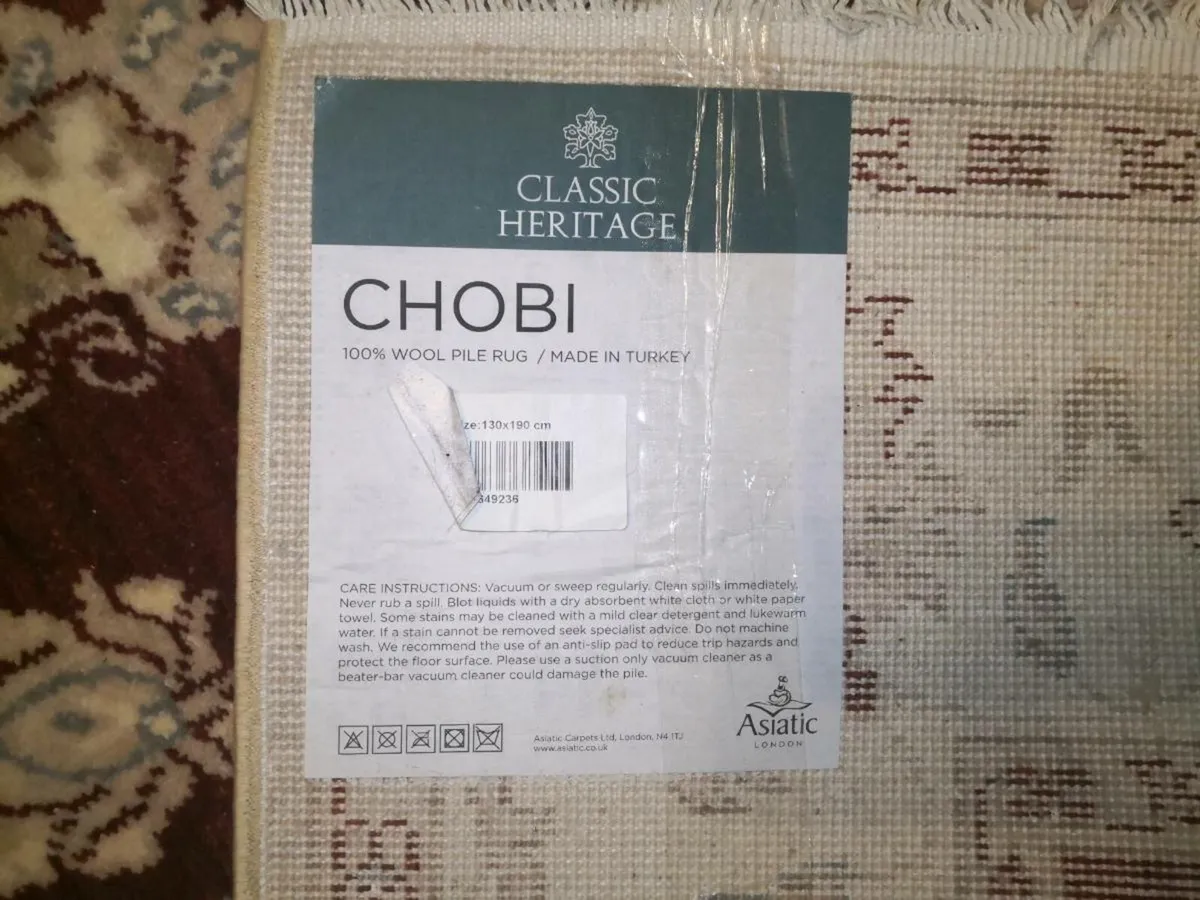 CLASSIC
HERITAGE
CHOBI
100% WOOL PILE RUG / MADE IN TURKEY
ze:130x190 cm
349236
CARE INSTRUCTIONS: Vacuum or sweep regularly. Clean spills immediately.
Never rub a spill. Blot liquids with a dry absorbent white cloth or white paper
towel. Some stains may be cleaned with a mild clear detergent and lukewarm
water. If a stain cannot be removed seek specialist advice. Do not machine
wash. We recommend the use of an anti-slip pad to reduce trip hazards and
protect the floor surface. Please use a suction only vacuum cleaner as a
beater-bar vacuum cleaner could damage the pile.
Asiatic Carpets Ltd, London, N4 1TJ
www.asiatic.co.uk
Asiatic
LONDON